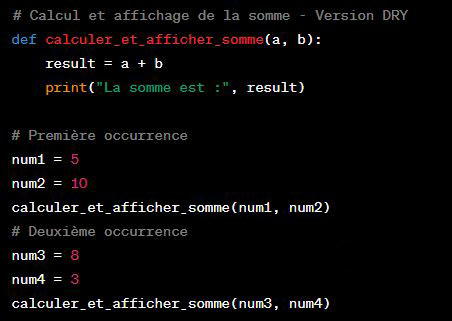 # Calcul et affichage de la somme - Version DRY
def calculer_et_afficher_somme(a, b):
    result = a + b
    print("La somme est :", result)
# Première occurrence
num1 = 5
num2 = 10
calculer_et_afficher_somme(num1, num2)
# Deuxième occurrence
num3 = 8
num4 = 3
calculer_et_afficher_somme(num3, num4)